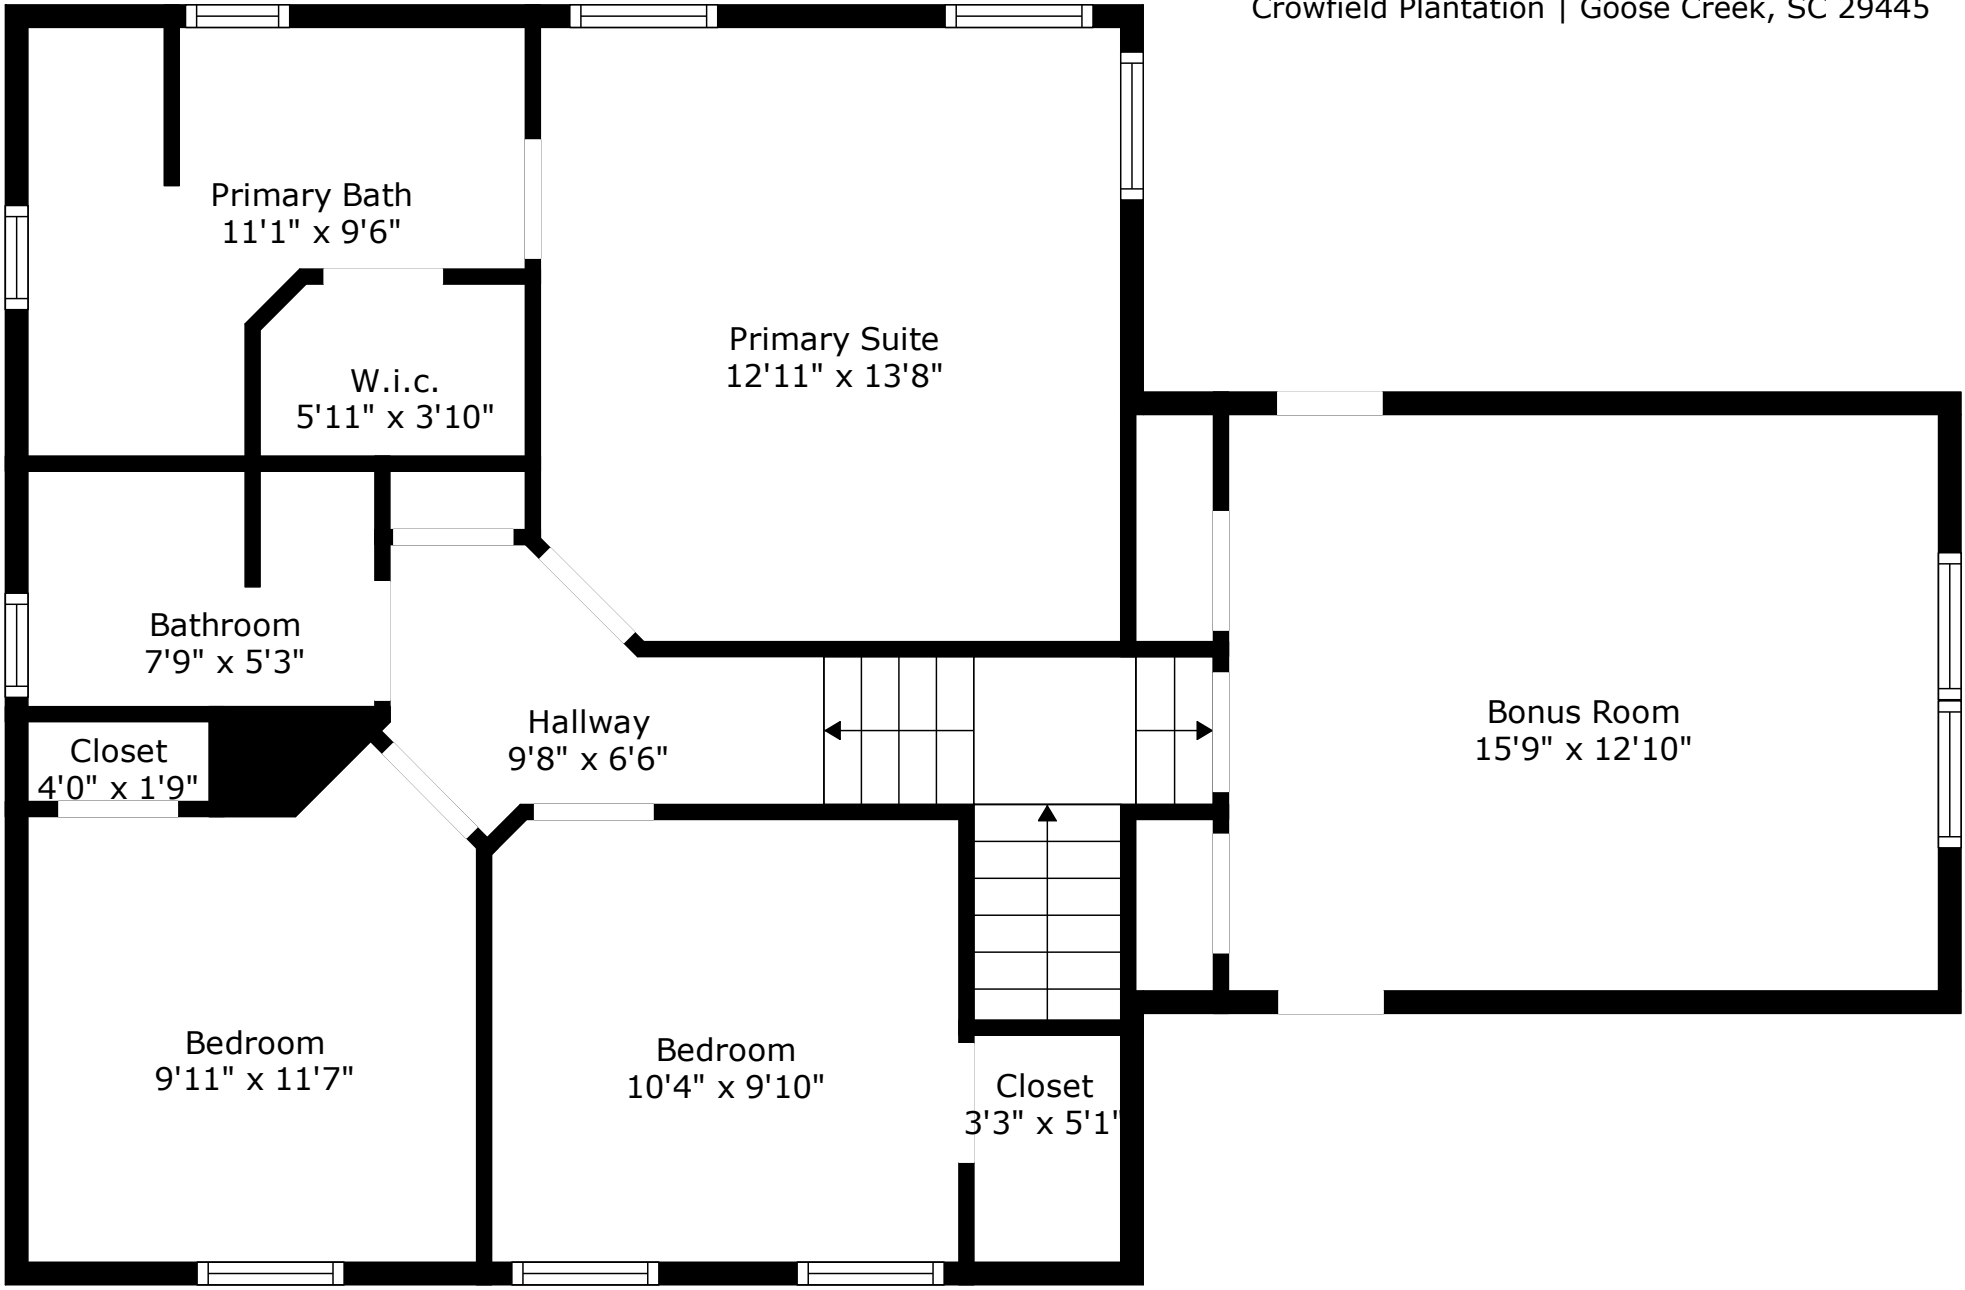 Crowfield Plantation | Goose Creek, SC 29445
Primary Bath
11'1" x 9'6"
Primary Suite
12'11" x 13'8"
W.i.c.
5'11" x 3'10"
Bathroom
7'9" x 5'3"
Hallway
9'8" x 6'6"
Bonus Room
15'9" x 12'10"
Closet
4'0" x 1'9"
Bedroom
9'11" x 11'7"
Bedroom
10'4" x 9'10"
Closet
3'3" x 5'1"